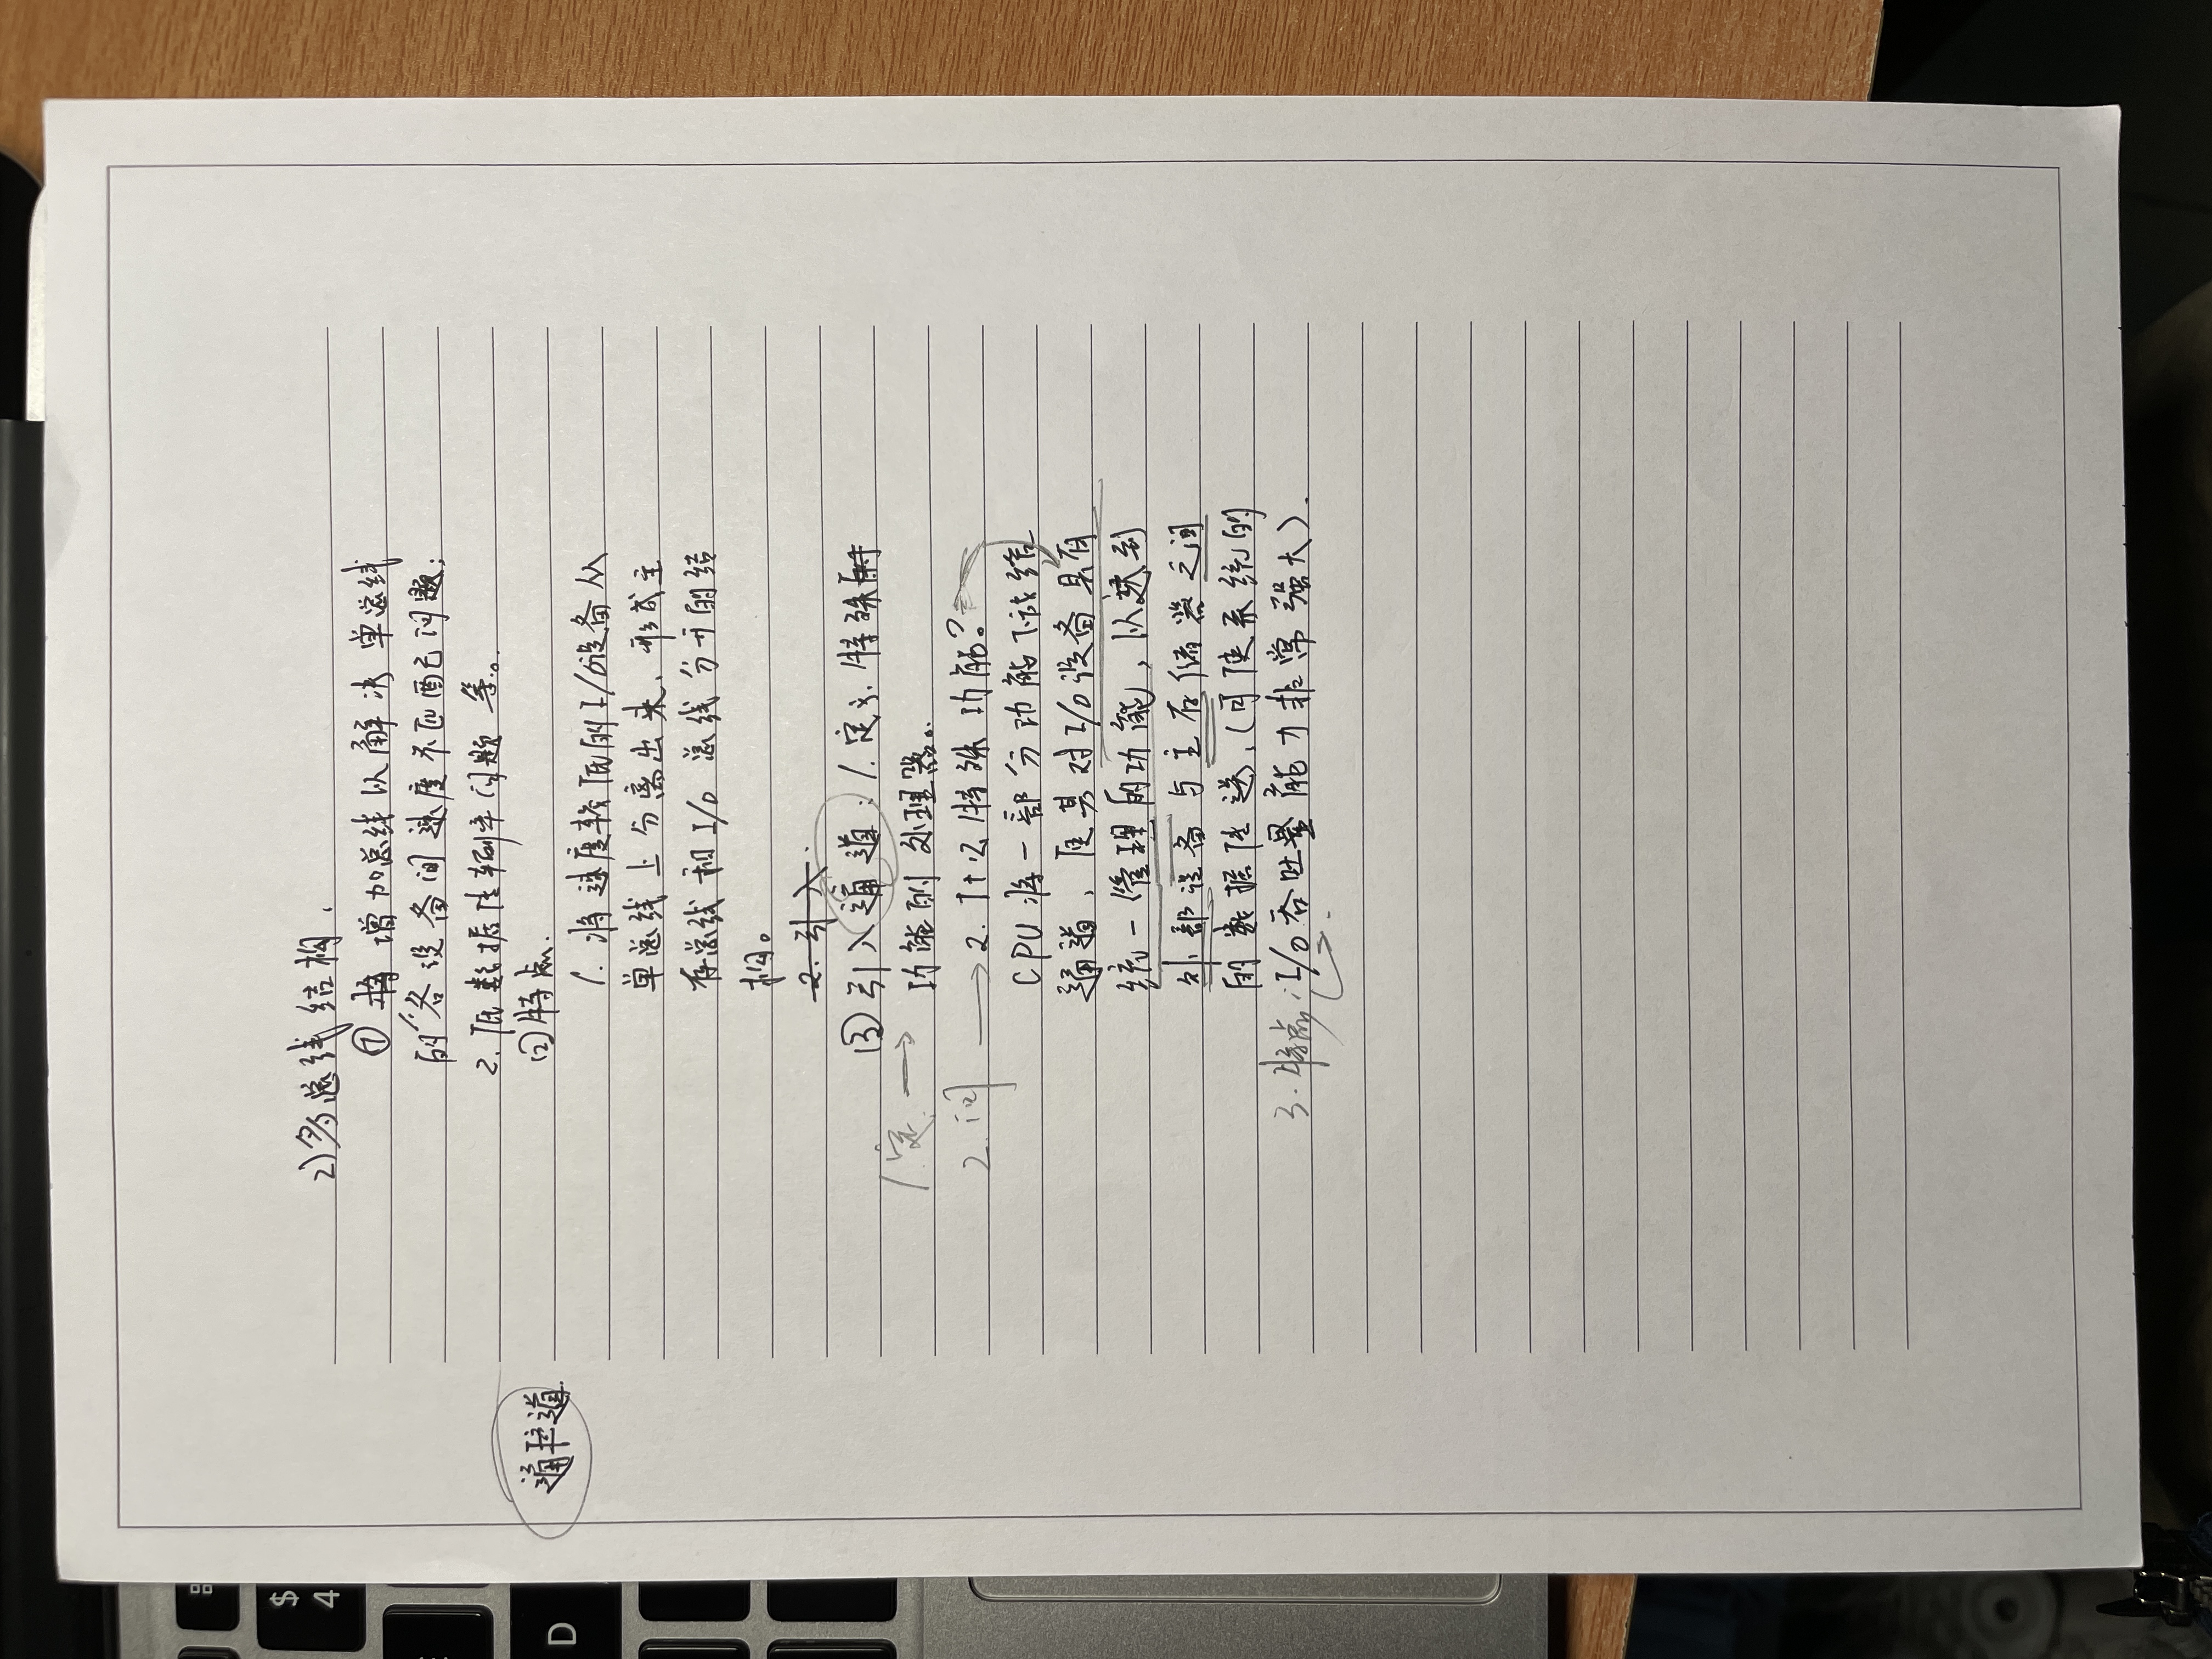 2)多总线结构.
① 增加总线以解决单总线
的1.各设备间速度不匹配问题;
2.低数据传输率问题等。
通道
②特点.
1.将速度较低的I/O设备从
单总线上分离出来、形成主
存总线和I/O总线分开的结
构。
2.引入.
③引入通道:1.定义.特殊
1.定 → 功能的处理器。
2.问 → 2.什么特殊功能?
CPU将一部分功能下放给
通道,使其对I/O设备具有
统一管理的功能,以达到
外部设备与主存储器之间
的数据传送,(可使系统的
3.特点:I/O吞吐量能力非常强大).
$
4
D